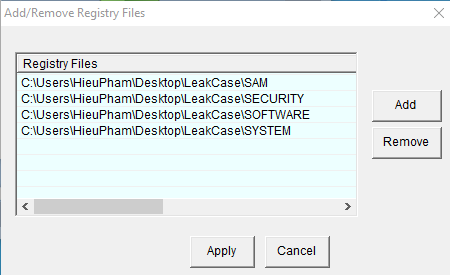 Add/Remove Registry Files
Registry Files
C:\Users\HieuPham\Desktop\LeakCase\SAM
C:\Users\HieuPham\Desktop\LeakCase\SECURITY
C:\Users\HieuPham\Desktop\LeakCase\SOFTWARE
C:\Users\HieuPham\Desktop\LeakCase\SYSTEM
Add
Remove
Apply
Cancel